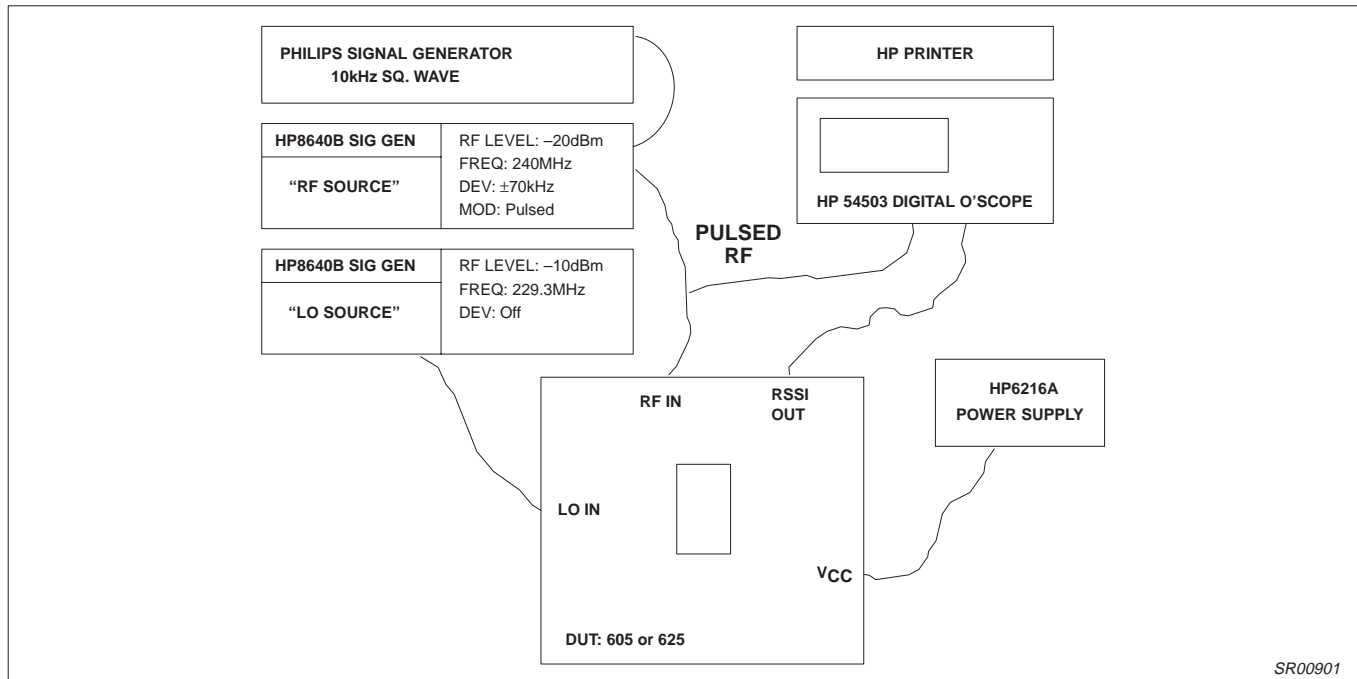 PHILIPS SIGNAL GENERATOR
10kHz SQ. WAVE
HP PRINTER
HP8640B SIG GEN
"RF SOURCE"
RF LEVEL: –20dBm
FREQ: 240MHz
DEV: ±70kHz
MOD: Pulsed
HP 54503 DIGITAL O'SCOPE
HP8640B SIG GEN
"LO SOURCE"
RF LEVEL: –10dBm
FREQ: 229.3MHz
DEV: Off
PULSED
RF
RF IN
RSSI
OUT
HP6216A
POWER SUPPLY
LO IN
VCC
DUT: 605 or 625
SR00901